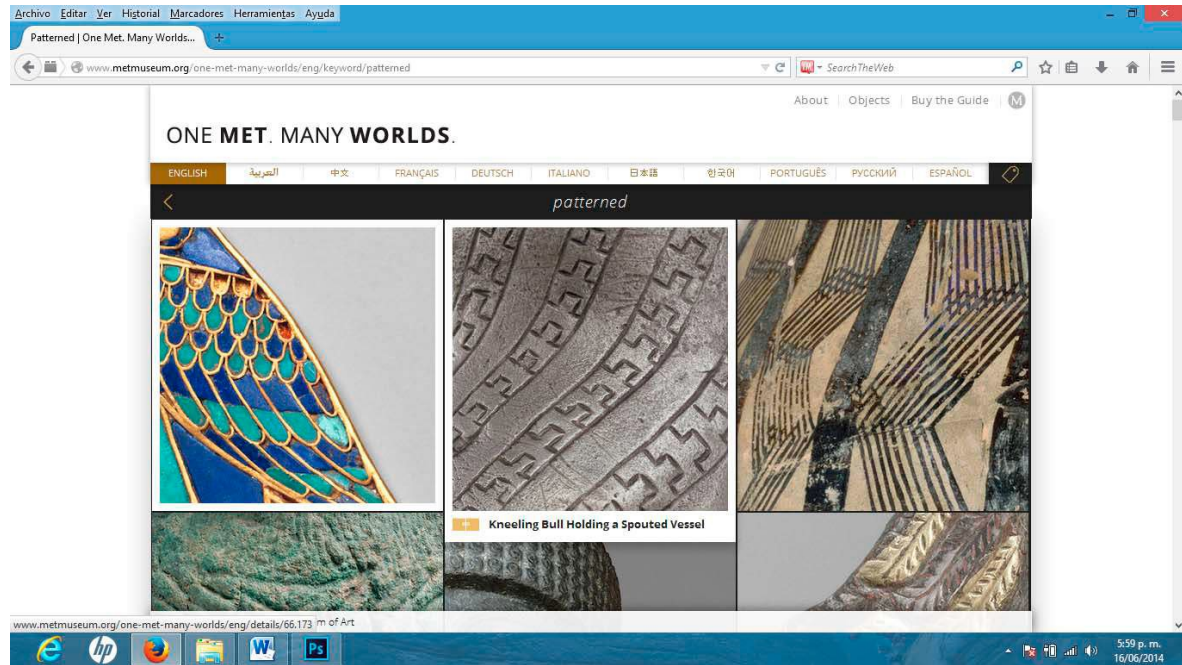 Archivo Editar Ver Historial Marcadores Herramientas Ayuda
Patterned | One Met. Many Worlds...
www.metmuseum.org/one-met-many-worlds/eng/keyword/patterned
SearchTheWeb
About Objects Buy the Guide M
ONE MET. MANY WORLDS.
ENGLISH العربية 中文 FRANÇAIS DEUTSCH ITALIANO 日本語 한국어 PORTUGUÊS РУССКИЙ ESPAÑOL
patterned
Kneeling Bull Holding a Spouted Vessel
www.metmuseum.org/one-met-many-worlds/eng/details/66.173 m of Art
hp W Ps
5:59 p. m.
16/06/2014